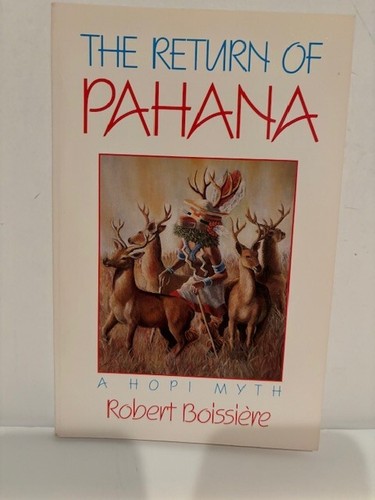 THE RETURN OF
PAHANA
A HOPI MYTH
Robert Boissière